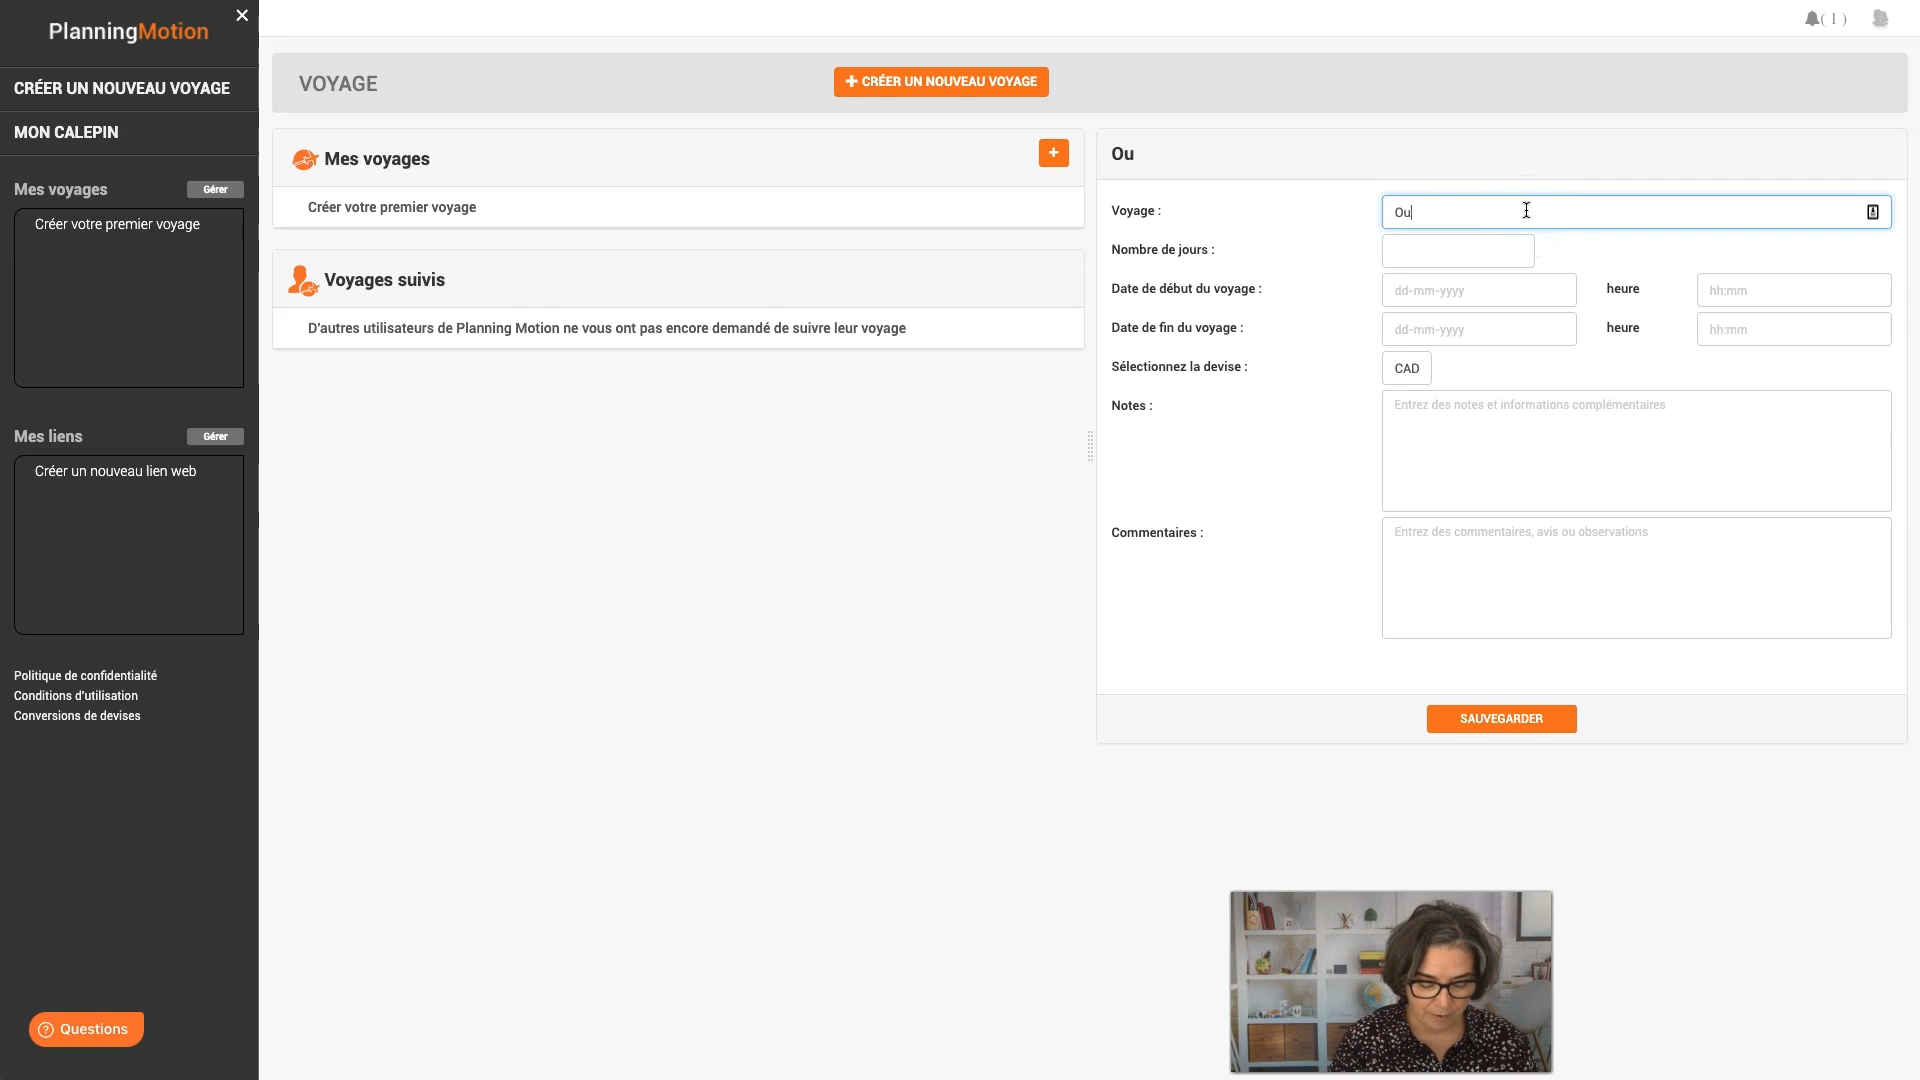 PlanningMotion
CRÉER UN NOUVEAU VOYAGE
MON CALEPIN
Mes voyages
Gérer
Créer votre premier voyage
Mes liens
Gérer
Créer un nouveau lien web
Politique de confidentialité
Conditions d'utilisation
Conversions de devises
Questions
( 1 )
VOYAGE
+ CRÉER UN NOUVEAU VOYAGE
Mes voyages
+
Créer votre premier voyage
Voyages suivis
D'autres utilisateurs de Planning Motion ne vous ont pas encore demandé de suivre leur voyage
Ou
Voyage :
Ou
Nombre de jours :
Date de début du voyage :
dd-mm-yyyy
heure
hh:mm
Date de fin du voyage :
dd-mm-yyyy
heure
hh:mm
Sélectionnez la devise :
CAD
Notes :
Entrez des notes et informations complémentaires
Commentaires :
Entrez des commentaires, avis ou observations
SAUVEGARDER